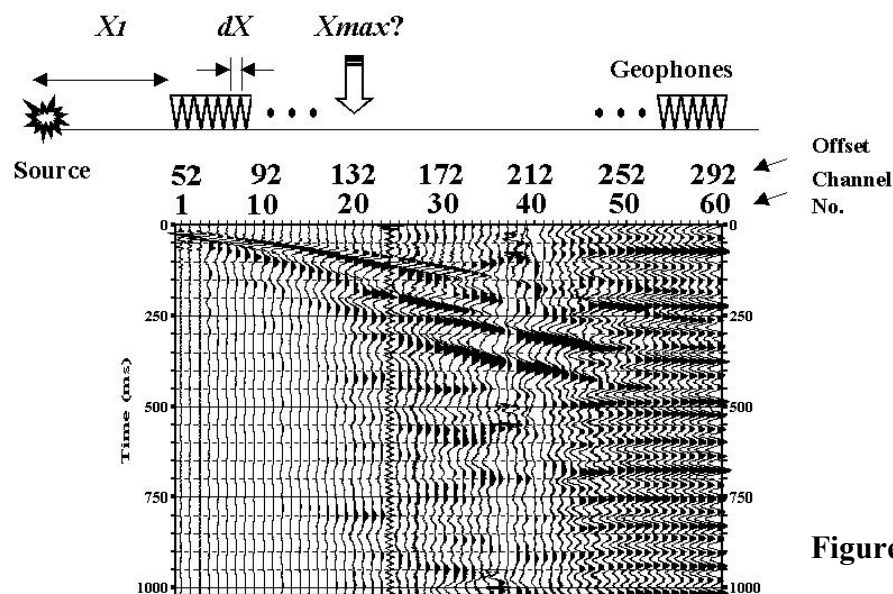 X1 dX Xmax?
Geophones
Source
Offset
52 92 132 172 212 252 292
Channel
No.
1 10 20 30 40 50 60
0 0
250 250
500 500
750 750
1000 1000
Time (ms)
Figure